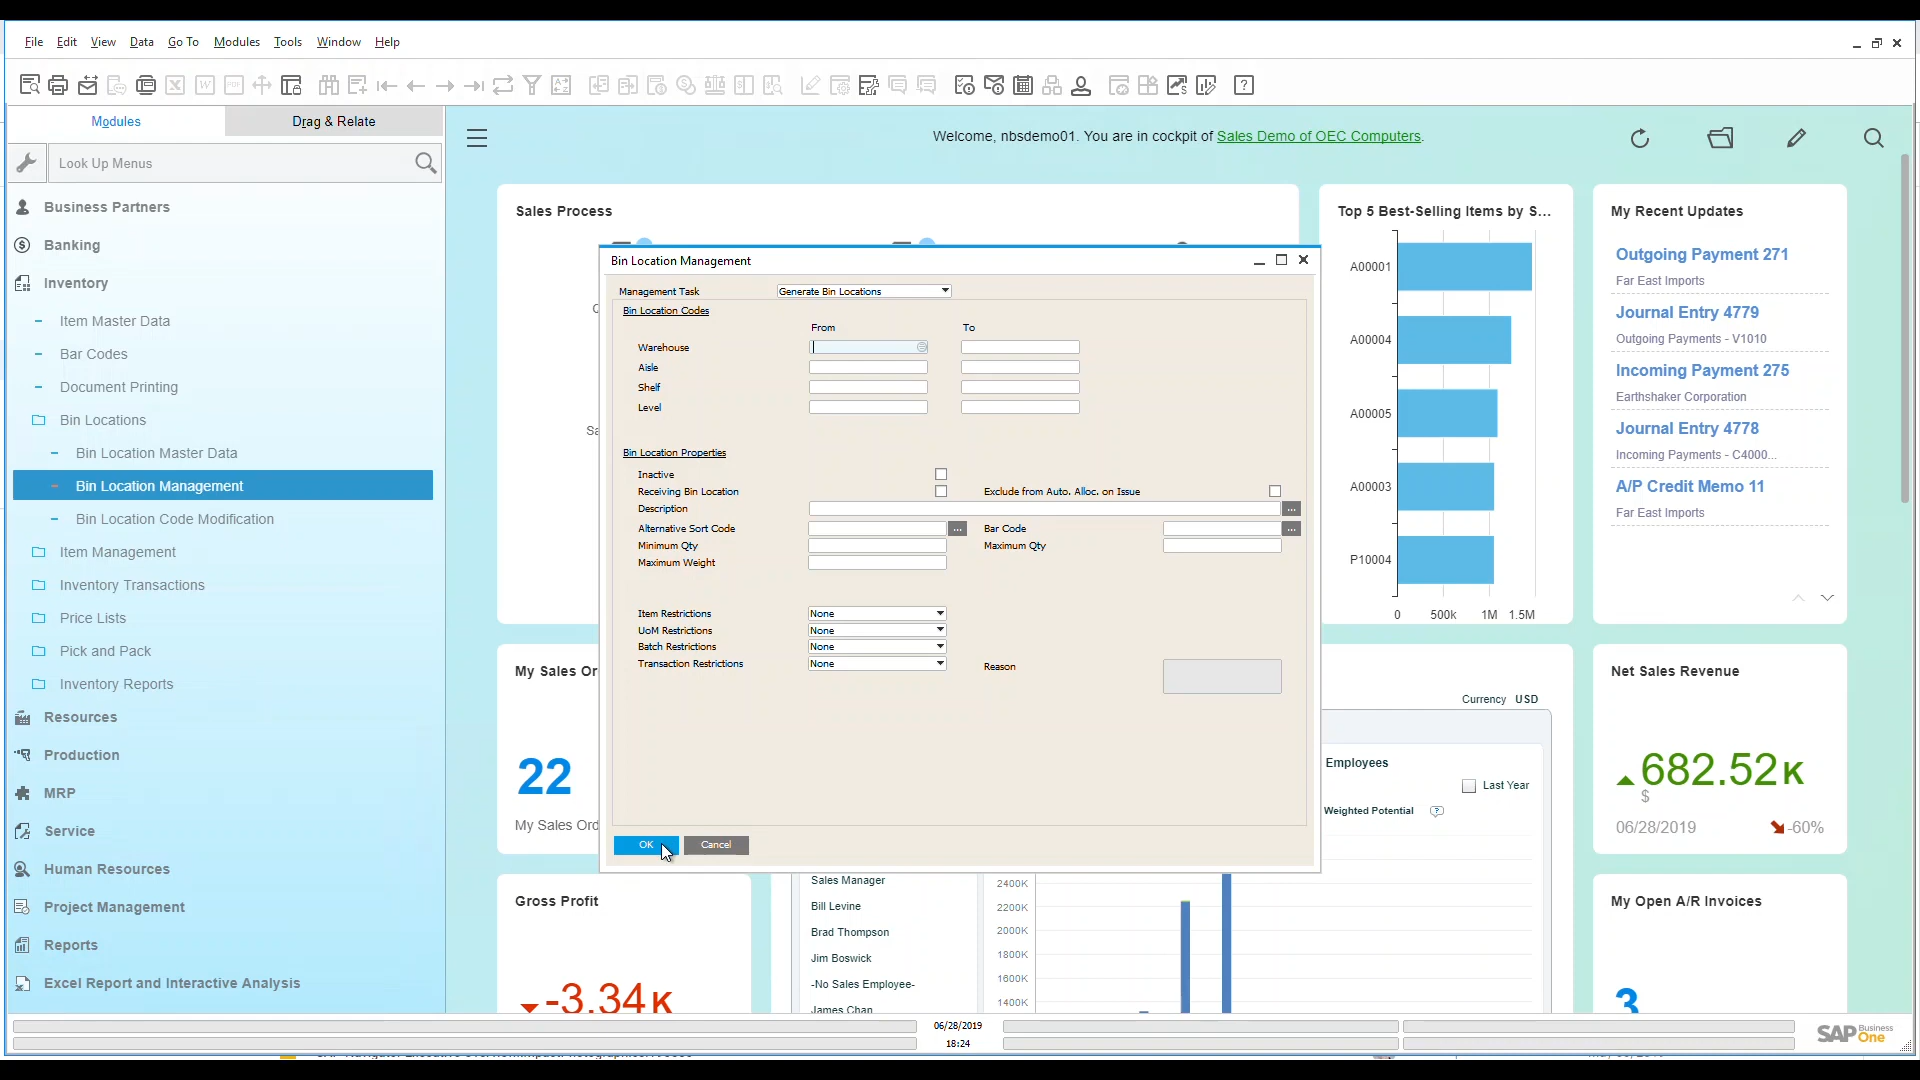 File Edit View Data Go To Modules Tools Window Help
Modules Drag & Relate
Look Up Menus
Business Partners
Banking
Inventory
Item Master Data
Bar Codes
Document Printing
Bin Locations
Bin Location Master Data
Bin Location Management
Bin Location Code Modification
Item Management
Inventory Transactions
Price Lists
Pick and Pack
Inventory Reports
Resources
Production
MRP
Service
Human Resources
Project Management
Reports
Excel Report and Interactive Analysis
Welcome, nbsdemo01. You are in cockpit of Sales Demo of OEC Computers.
Sales Process
Bin Location Management
Management Task Generate Bin Locations
Bin Location Codes
From To
Warehouse
Aisle
Shelf
Level
Bin Location Properties
Inactive
Receiving Bin Location Exclude from Auto. Alloc. on Issue
Description ...
Alternative Sort Code ... Bar Code ...
Minimum Qty Maximum Qty
Maximum Weight
Item Restrictions None
UoM Restrictions None
Batch Restrictions None
Transaction Restrictions None Reason
OK Cancel
Top 5 Best-Selling Items by S...
A00001
A00004
A00005
A00003
P10004
0 500k 1M 1.5M
My Recent Updates
Outgoing Payment 271
Far East Imports
Journal Entry 4779
Outgoing Payments - V1010
Incoming Payment 275
Earthshaker Corporation
Journal Entry 4778
Incoming Payments - C4000...
A/P Credit Memo 11
Far East Imports
My Sales Or
22
My Sales Ord
Currency USD
Employees
Last Year
Weighted Potential
Net Sales Revenue
682.52K
$
06/28/2019 -60%
Gross Profit
-3.34K
Sales Manager
Bill Levine
Brad Thompson
Jim Boswick
-No Sales Employee-
James Chan
2400K
2200K
2000K
1800K
1600K
1400K
My Open A/R Invoices
3
06/28/2019
18:24
SAP Business One